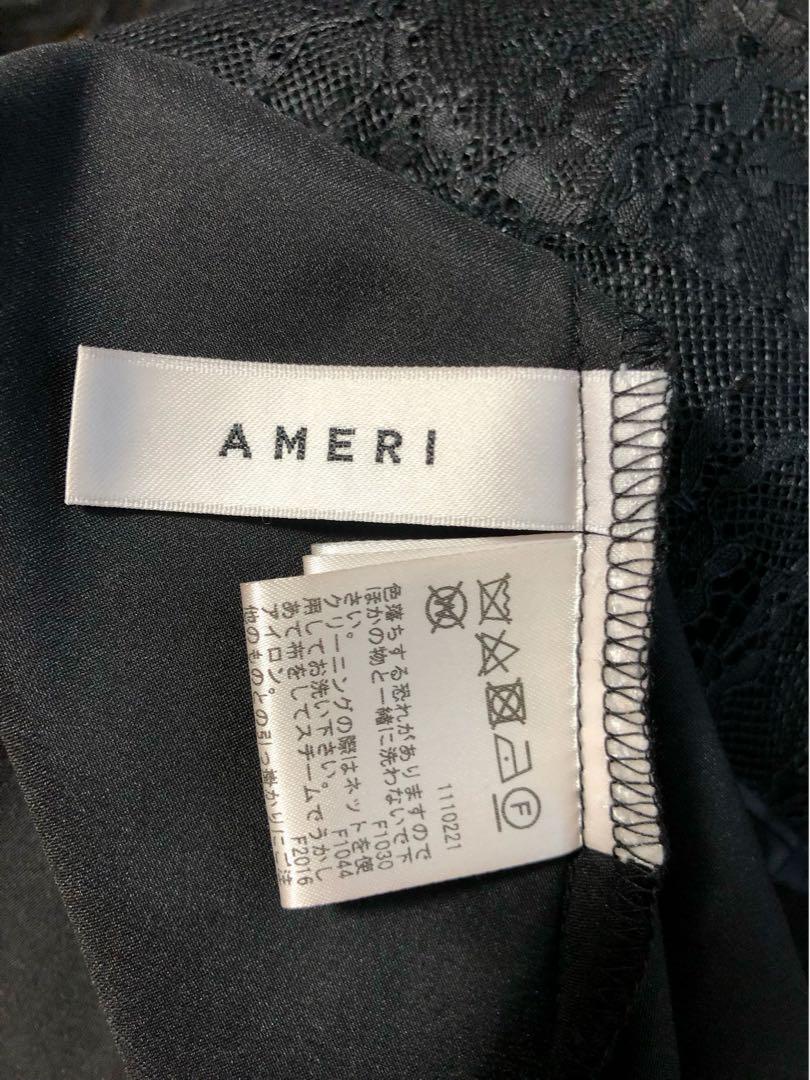 AMERI
W
F
1110221
色落ちする恐れがありますので
ほかの物と一緒に洗わないで下
さい。 F1030
クリーニングの際はネットを使
用してお洗い下さい。 F1044
あて布をしてスチームでうかし
アイロン。 F2016
他のものとの引っ掛かりにご注